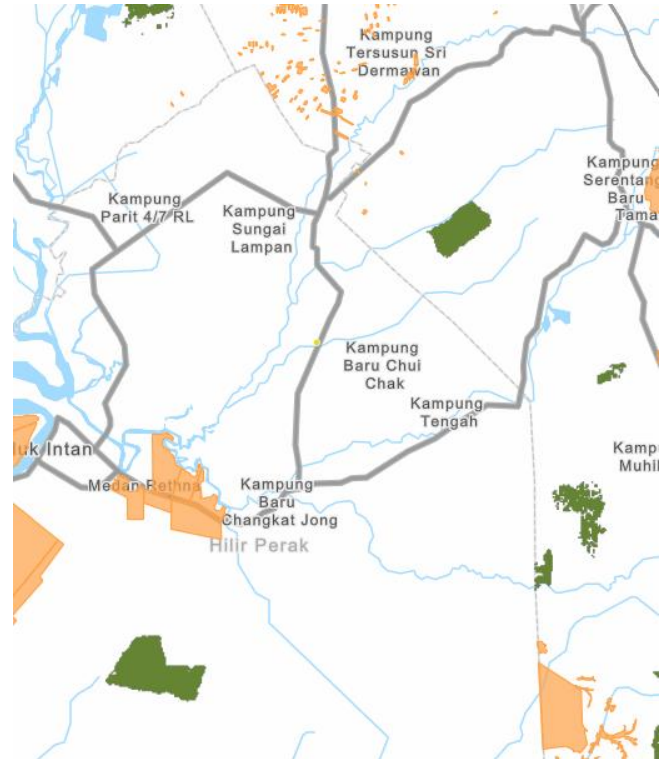 Kampung
Tersusun Sri
Dermawan
Kampung
Serentang
Baru
Tama
Kampung
Parit 4/7 RL
Kampung
Sungai
Lampan
Kampung
Baru Chui
Chak
Kampung
Tengah
Kampu
Muhib
luk Intan
Medan Rethna
Kampung
Baru
Changkat Jong
Hilir Perak